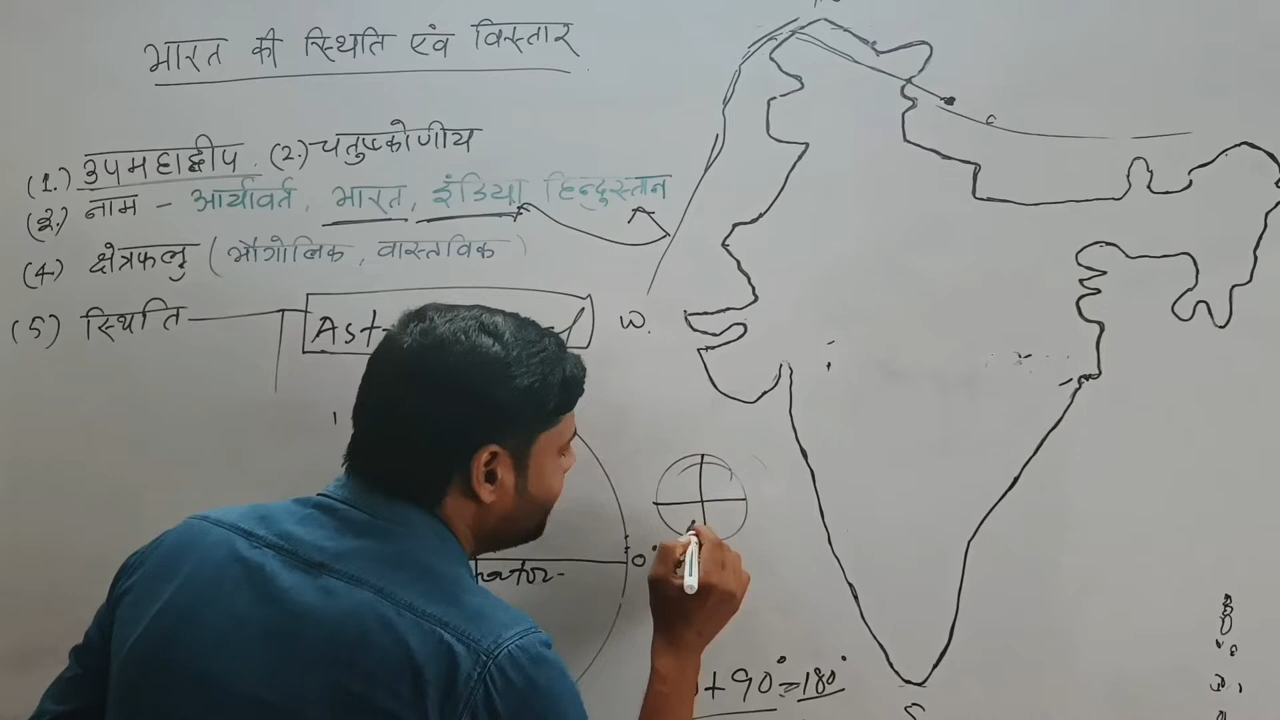 भारत की स्थिति एवं विस्तार
(1.) उपमहाद्वीप. (2.) चतुष्कोणीय
(3.) नाम - आर्यावर्त, भारत, इंडिया हिन्दुस्तान
(4) क्षेत्रफल (भौगोलिक, वास्तविक)
(5) स्थिति
W.
0°
+90°=180°
S